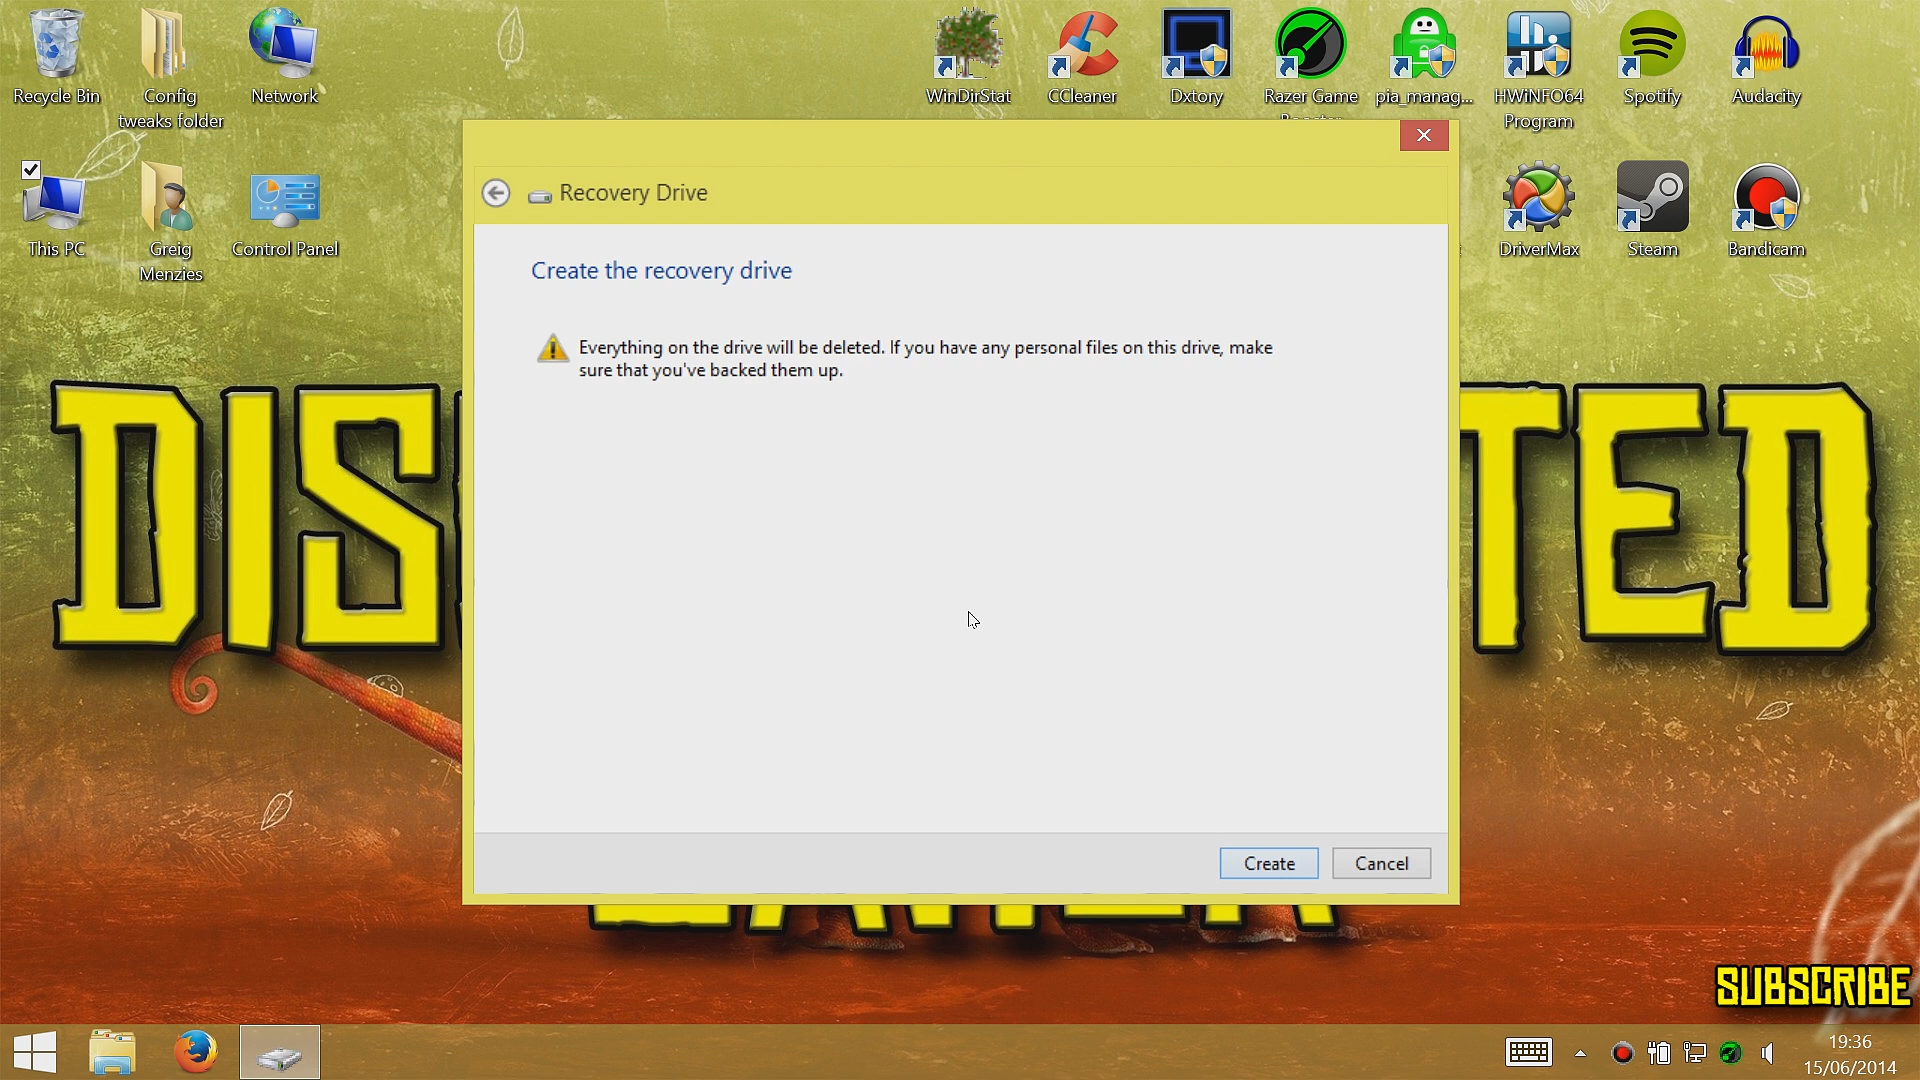 Recycle Bin
Config
tweaks folder
Network
WinDirStat
CCleaner
Dxtory
Razer Game
pia_manag...
HWiNFO64
Program
Spotify
Audacity
This PC
Greig
Menzies
Control Panel
DriverMax
Steam
Bandicam
Recovery Drive
Create the recovery drive
Everything on the drive will be deleted. If you have any personal files on this drive, make
sure that you've backed them up.
Create
Cancel
DIS
TED
SUBSCRIBE
19:36
15/06/2014